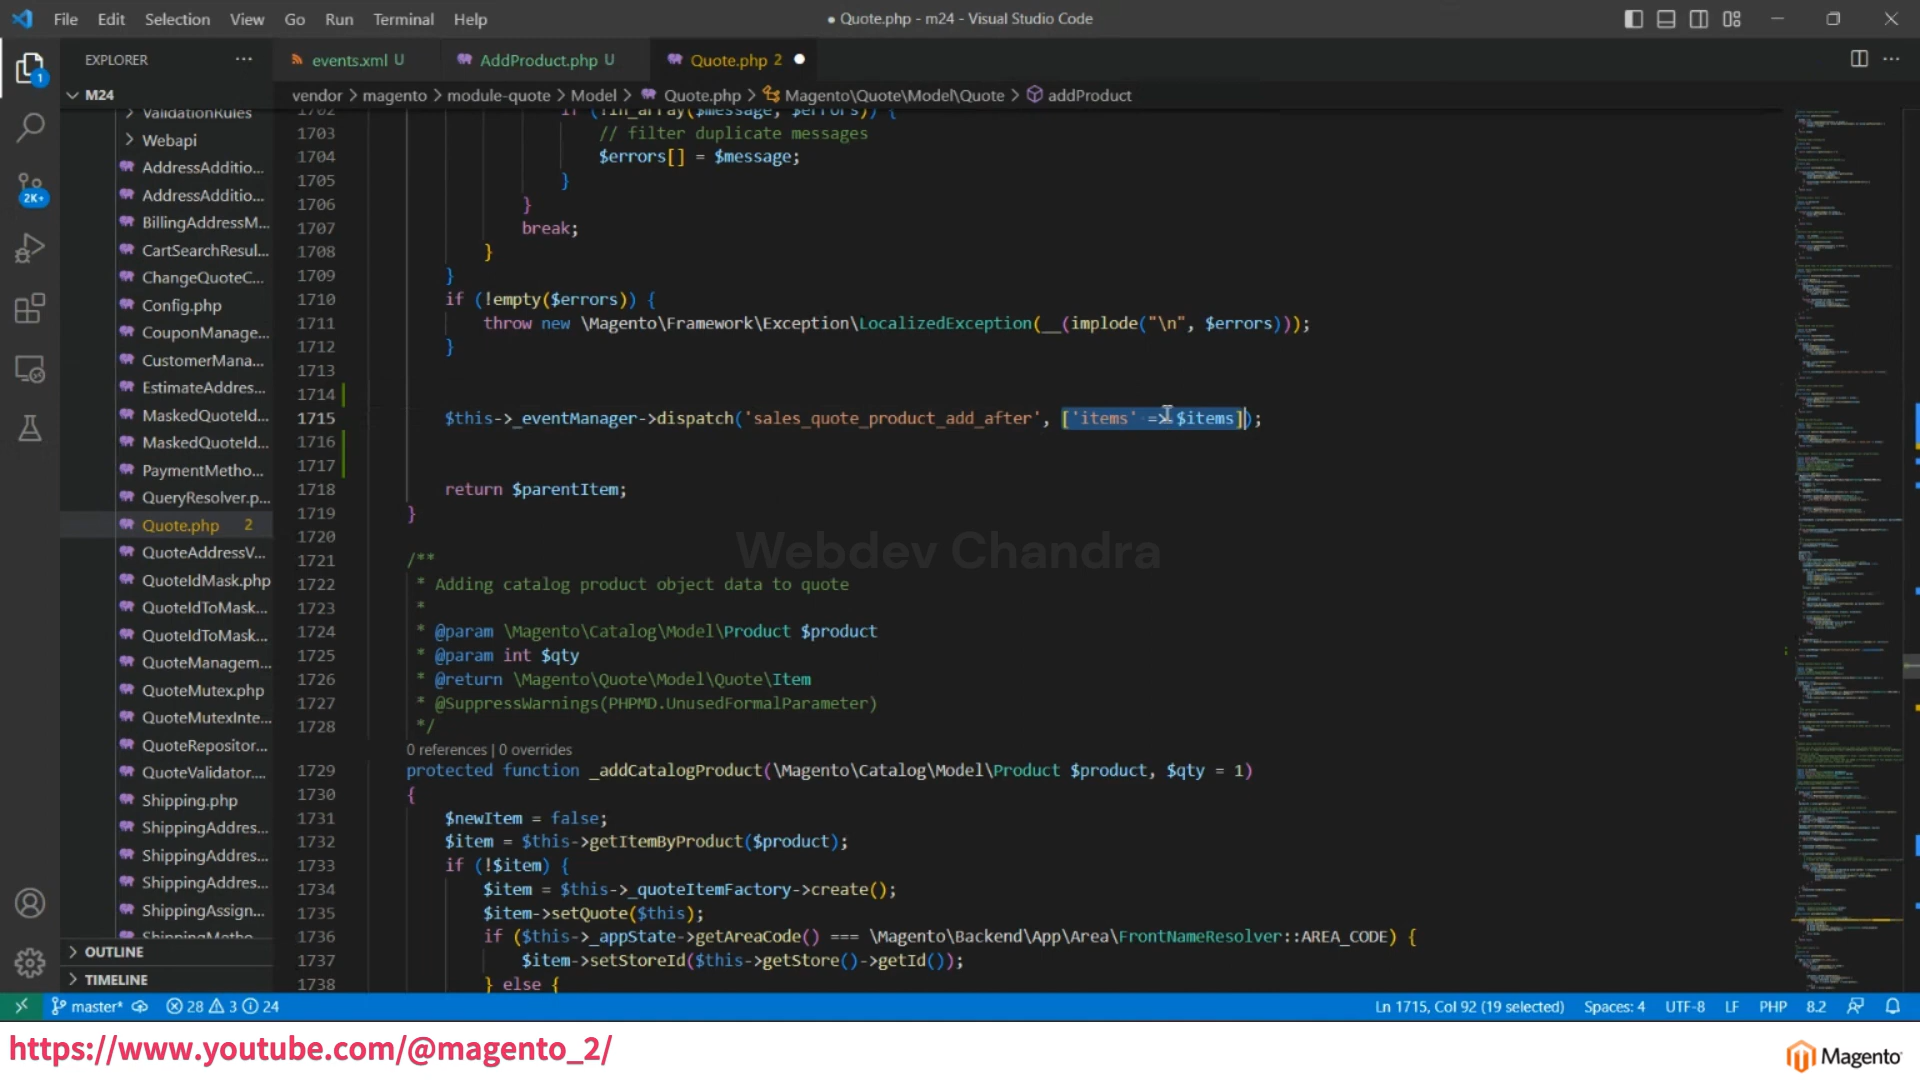 File Edit Selection View Go Run Terminal Help
● Quote.php - m24 - Visual Studio Code
EXPLORER ...
events.xml U
AddProduct.php U
Quote.php 2
M24
vendor > magento > module-quote > Model > Quote.php > Magento\Quote\Model\Quote > addProduct
ValidationRules
Webapi
AddressAdditio...
AddressAdditio...
BillingAddressM...
CartSearchResul...
ChangeQuoteC...
Config.php
CouponManage...
CustomerMana...
EstimateAddres...
MaskedQuoteId...
MaskedQuoteId...
PaymentMetho...
QueryResolver.p...
Quote.php 2
QuoteAddressV...
QuoteIdMask.php
QuoteIdToMask...
QuoteIdToMask...
QuoteManagem...
QuoteMutex.php
QuoteMutexInte...
QuoteRepositor...
QuoteValidator....
Shipping.php
ShippingAddres...
ShippingAddres...
ShippingAddres...
ShippingAssign...
ShippingMetho...
OUTLINE
TIMELINE
1
2K+
1702 if (!in_array($message, $errors)) {
1703 // filter duplicate messages
1704 $errors[] = $message;
1705 }
1706 }
1707 break;
1708 }
1709 }
1710 if (!empty($errors)) {
1711 throw new \Magento\Framework\Exception\LocalizedException(__(implode("\n", $errors)));
1712 }
1713
1714
1715 $this->_eventManager->dispatch('sales_quote_product_add_after', ['items' => $items]);
1716
1717
1718 return $parentItem;
1719 }
1720
1721 /**
1722 * Adding catalog product object data to quote
1723 *
1724 * @param \Magento\Catalog\Model\Product $product
1725 * @param int $qty
1726 * @return \Magento\Quote\Model\Quote\Item
1727 * @SuppressWarnings(PHPMD.UnusedFormalParameter)
1728 */
0 references | 0 overrides
1729 protected function _addCatalogProduct(\Magento\Catalog\Model\Product $product, $qty = 1)
1730 {
1731 $newItem = false;
1732 $item = $this->getItemByProduct($product);
1733 if (!$item) {
1734 $item = $this->_quoteItemFactory->create();
1735 $item->setQuote($this);
1736 if ($this->_appState->getAreaCode() === \Magento\Backend\App\Area\FrontNameResolver::AREA_CODE) {
1737 $item->setStoreId($this->getStore()->getId());
1738 } else {
Webdev Chandra
master* 28 3 24
Ln 1715, Col 92 (19 selected) Spaces: 4 UTF-8 LF PHP 8.2
https://www.youtube.com/@magento_2/
Magento